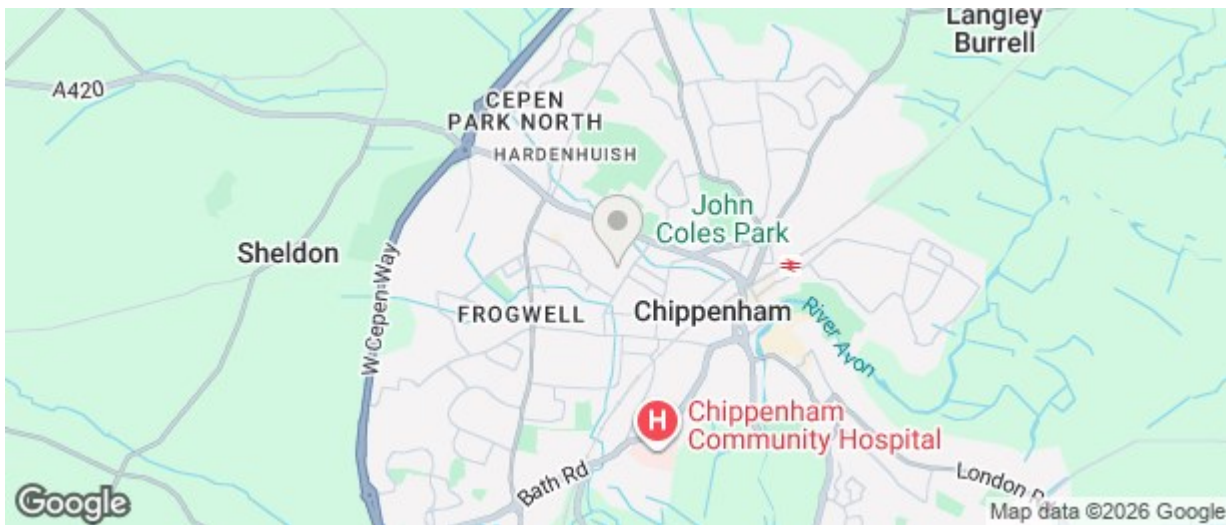 Langley
Burrell
A420
CEPEN
PARK NORTH
HARDENHUISH
John
Coles Park
Sheldon
W Cepen Way
FROGWELL
Chippenham
River Avon
H
Chippenham
Community Hospital
Bath Rd
London
Google
Map data ©2026 Google